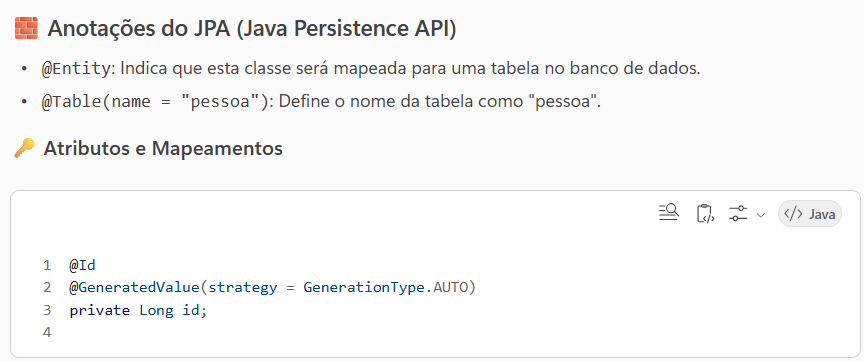 🧱 Anotações do JPA (Java Persistence API)
• @Entity: Indica que esta classe será mapeada para uma tabela no banco de dados.
• @Table(name = "pessoa"): Define o nome da tabela como "pessoa".
🔑 Atributos e Mapeamentos
</> Java
1 @Id
2 @GeneratedValue(strategy = GenerationType.AUTO)
3 private Long id;
4